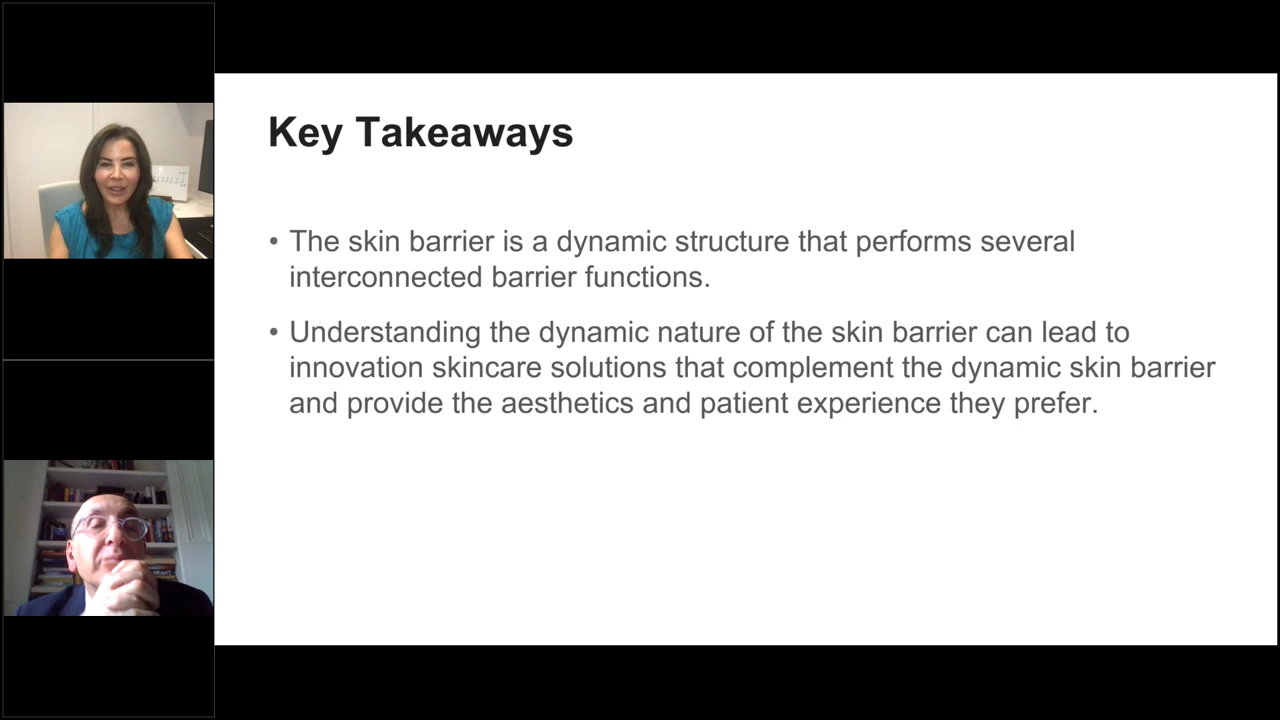 Key Takeaways
• The skin barrier is a dynamic structure that performs several
interconnected barrier functions.
• Understanding the dynamic nature of the skin barrier can lead to
innovation skincare solutions that complement the dynamic skin barrier
and provide the aesthetics and patient experience they prefer.